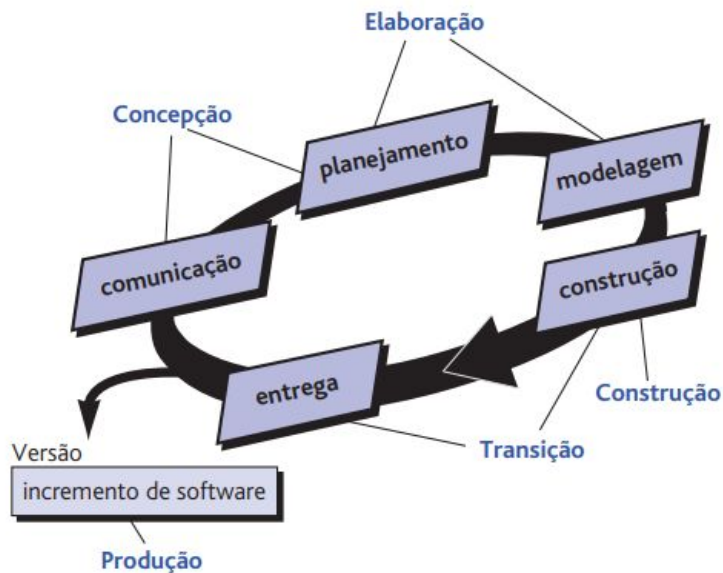 Elaboração
Concepção
planejamento
modelagem
comunicação
construção
entrega
Construção
Transição
Versão
incremento de software
Produção